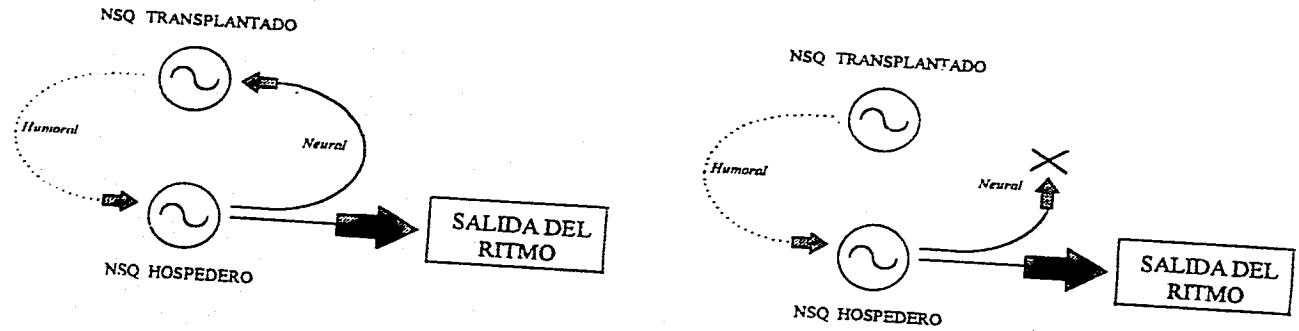 NSQ TRANSPLANTADO
Humoral
Neural
SALIDA DEL
RITMO
NSQ HOSPEDERO
NSQ TRANSPLANTADO
Humoral
Neural
SALIDA DEL
RITMO
NSQ HOSPEDERO